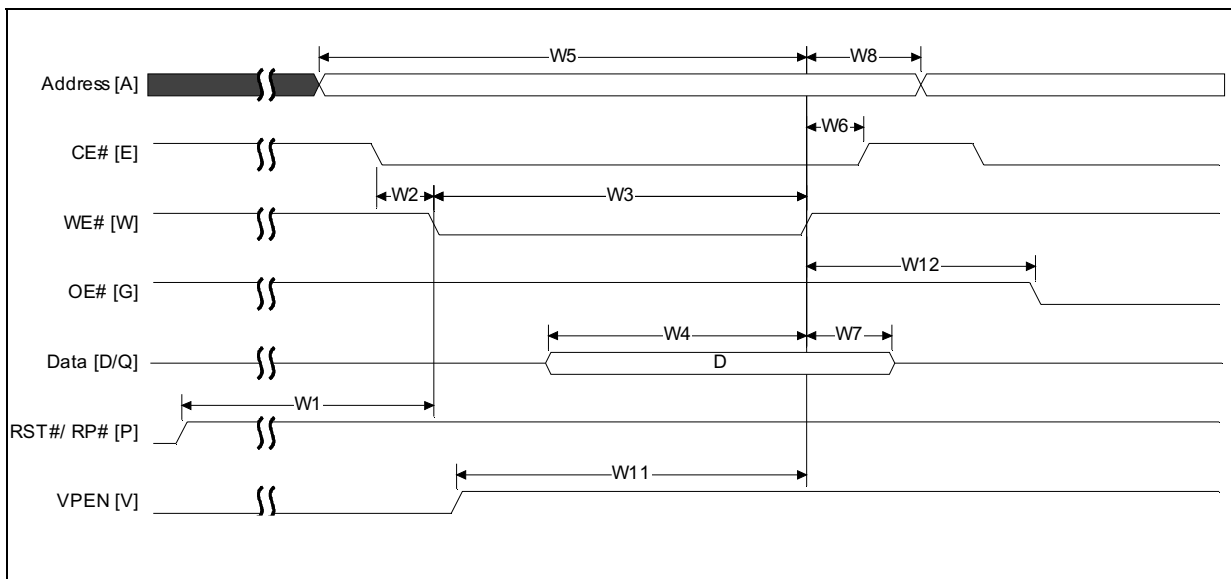 W5
W8
Address [A]
W6
CE# [E]
W2
W3
WE# [W]
W12
OE# [G]
W4
W7
Data [D/Q]
D
W1
RST#/ RP# [P]
W11
VPEN [V]